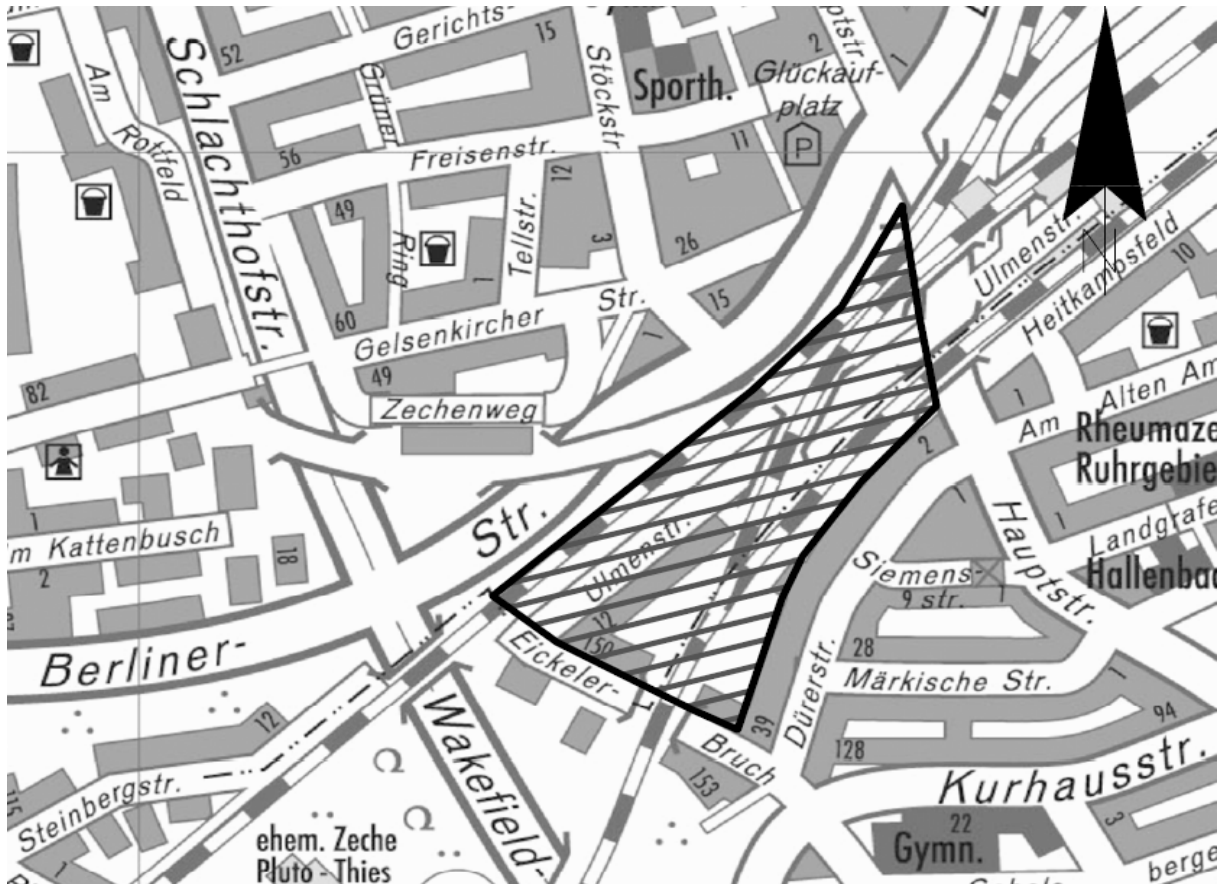 52
Gerichts-
15
Am
Rottfeld
Schlachthofstr.
Grüner
Ring
56
Freisenstr.
Stöckstr.
Sporth.
Glückauf-
platz
P
2
1
11
12
3
26
49
Tellstr.
1
60
Gelsenkircher
Str.
15
1
49
82
Zechenweg
Ulmenstr.
Heitkampsfeld
10
N
1
Am
Alten Am
Rheumaze
Ruhrgebie
2
1
1
Hauptstr.
Landgrafe
Hallenbad
Siemens-
str.
9
1
28
Märkische Str.
94
128
Dürerstr.
39
Kurhausstr.
22
Gymn.
3
berge
1
m Kattenbusch
2
18
Berliner-
Str.
Ulmenstr.
12
150
Eickeler-
Bruch
153
Wakefield-
12
Steinbergstr.
1
ehem. Zeche
Pluto - Thies